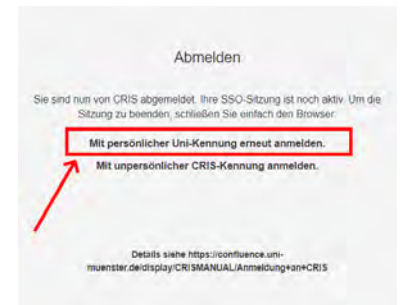 Abmelden
Sie sind nun von CRIS abgemeldet. Ihre SSO-Sitzung ist noch aktiv. Um die
Sitzung zu beenden, schließen Sie einfach den Browser.
Mit persönlicher Uni-Kennung erneut anmelden.
Mit unpersönlicher CRIS-Kennung anmelden.
Details siehe https://confluence.uni-
muenster.de/display/CRISMANUAL/Anmeldung+an+CRIS